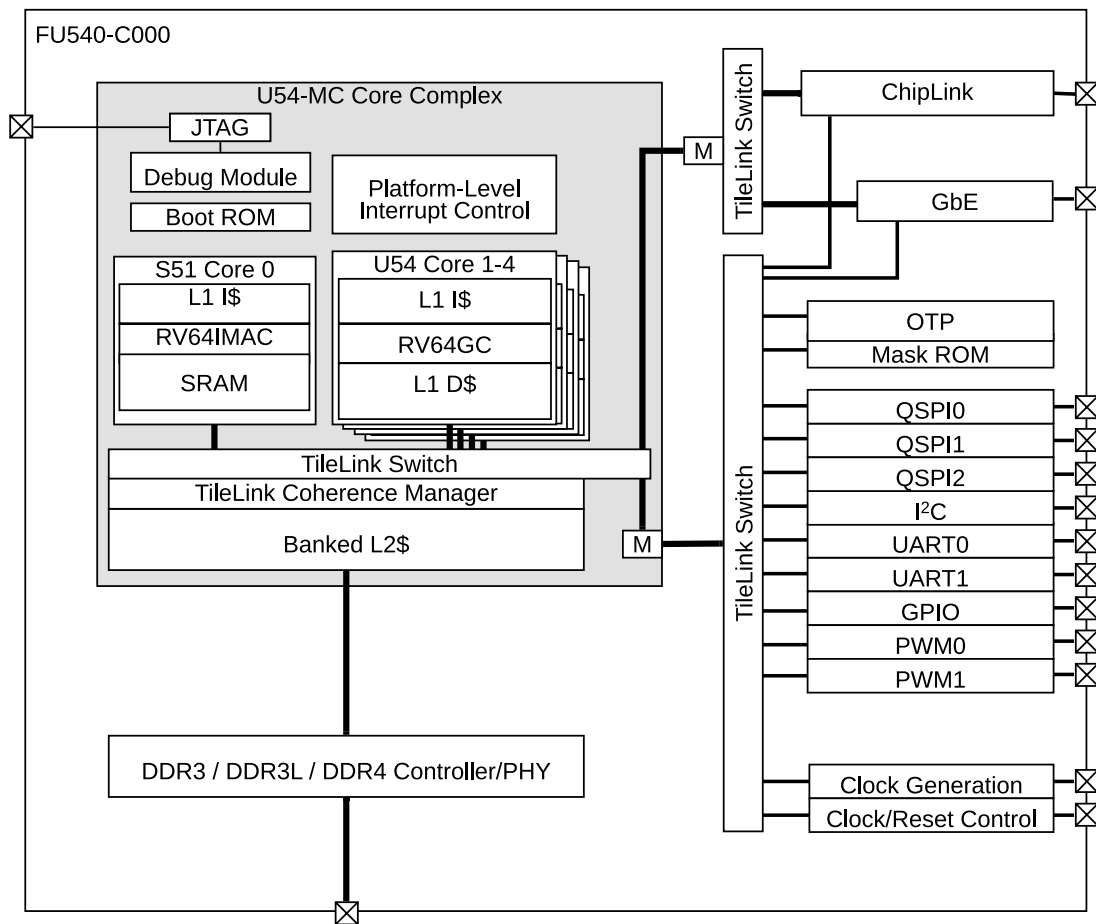 FU540-C000
U54-MC Core Complex
JTAG
Debug Module
Boot ROM
Platform-Level
Interrupt Control
S51 Core 0
L1 I$
RV64IMAC
SRAM
U54 Core 1-4
L1 I$
RV64GC
L1 D$
TileLink Switch
TileLink Coherence Manager
Banked L2$
M
M
DDR3 / DDR3L / DDR4 Controller/PHY
TileLink Switch
ChipLink
GbE
TileLink Switch
OTP
Mask ROM
QSPI0
QSPI1
QSPI2
I²C
UART0
UART1
GPIO
PWM0
PWM1
Clock Generation
Clock/Reset Control